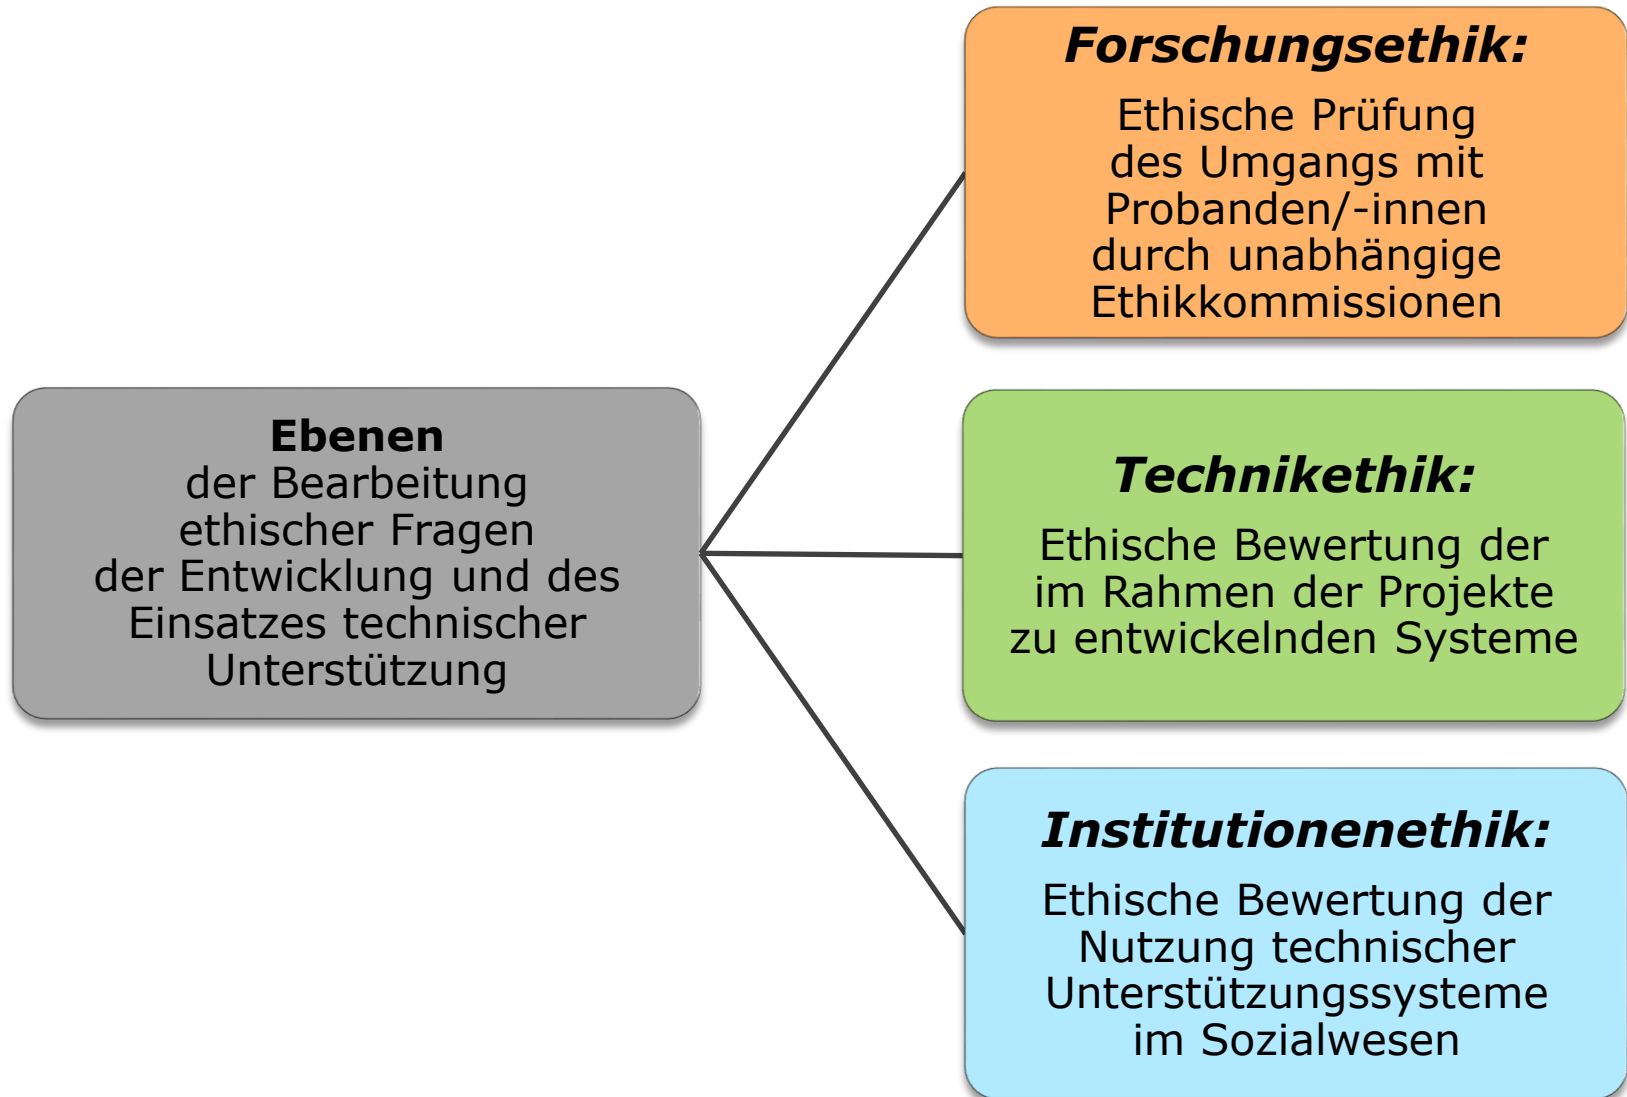 Forschungsethik:
Ethische Prüfung
des Umgangs mit
Probanden/-innen
durch unabhängige
Ethikkommissionen
Ebenen
der Bearbeitung
ethischer Fragen
der Entwicklung und des
Einsatzes technischer
Unterstützung
Technikethik:
Ethische Bewertung der
im Rahmen der Projekte
zu entwickelnden Systeme
Institutionenethik:
Ethische Bewertung der
Nutzung technischer
Unterstützungssysteme
im Sozialwesen